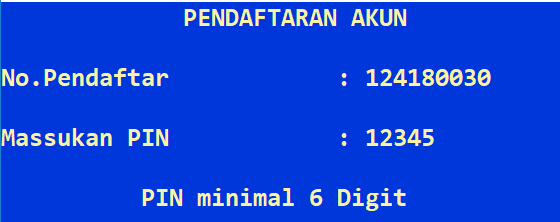 PENDAFTARAN AKUN
No.Pendaftar : 124180030
Massukan PIN : 12345
PIN minimal 6 Digit